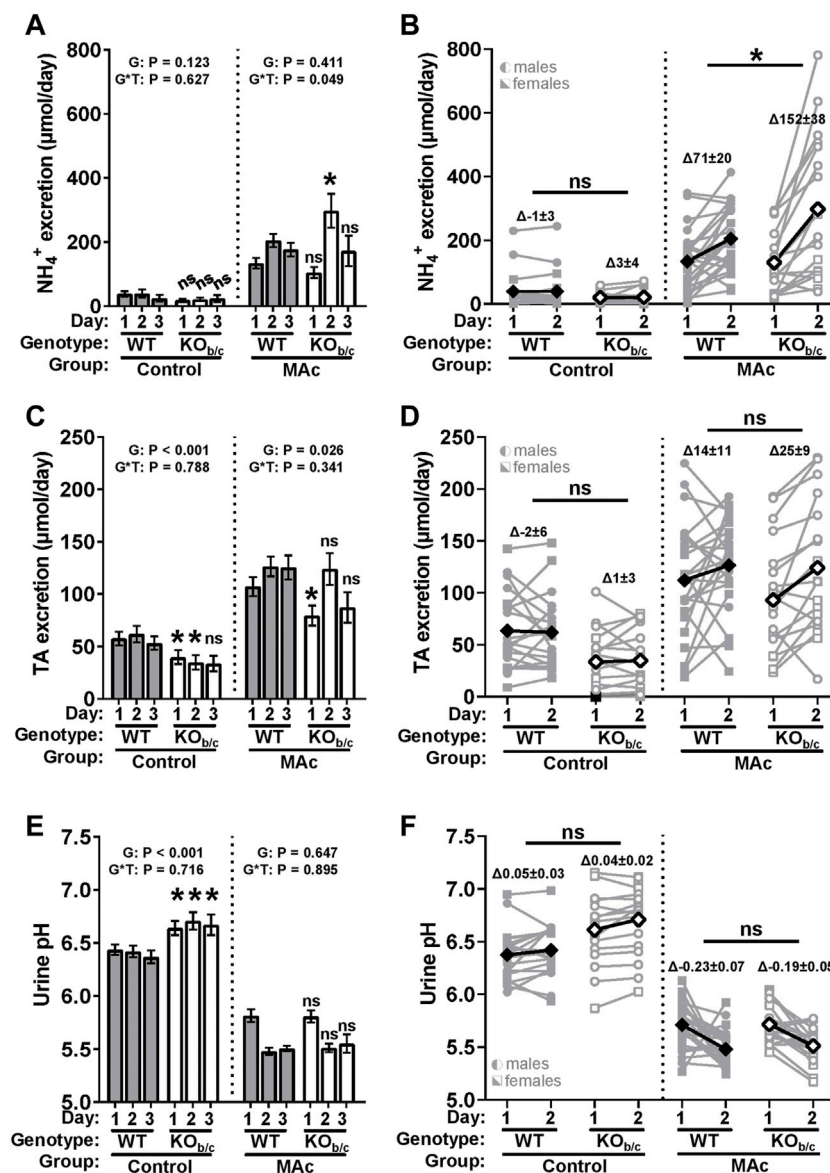 A
G: P = 0.123
G*T: P = 0.627
G: P = 0.411
G*T: P = 0.049
NH₄⁺ excretion (µmol/day)
800
600
400
200
0
ns ns ns
ns * ns
Day: 1 2 3 1 2 3 1 2 3 1 2 3
Genotype: WT KOb/c WT KOb/c
Group: Control MAc
B
males
females
NH₄⁺ excretion (µmol/day)
800
600
400
200
0
ns
*
Δ-1±3
Δ3±4
Δ71±20
Δ152±38
Day: 1 2 1 2 1 2 1 2
Genotype: WT KOb/c WT KOb/c
Group: Control MAc
C
G: P < 0.001
G*T: P = 0.788
G: P = 0.026
G*T: P = 0.341
TA excretion (µmol/day)
250
200
150
100
50
0
* * ns
* ns ns
Day: 1 2 3 1 2 3 1 2 3 1 2 3
Genotype: WT KOb/c WT KOb/c
Group: Control MAc
D
males
females
TA excretion (µmol/day)
250
200
150
100
50
0
ns
ns
Δ-2±6
Δ1±3
Δ14±11
Δ25±9
Day: 1 2 1 2 1 2 1 2
Genotype: WT KOb/c WT KOb/c
Group: Control MAc
E
G: P < 0.001
G*T: P = 0.716
G: P = 0.647
G*T: P = 0.895
Urine pH
7.5
7.0
6.5
6.0
5.5
5.0
* * *
ns ns ns
Day: 1 2 3 1 2 3 1 2 3 1 2 3
Genotype: WT KOb/c WT KOb/c
Group: Control MAc
F
Urine pH
7.5
7.0
6.5
6.0
5.5
5.0
ns
ns
Δ0.05±0.03
Δ0.04±0.02
Δ-0.23±0.07
Δ-0.19±0.05
males
females
Day: 1 2 1 2 1 2 1 2
Genotype: WT KOb/c WT KOb/c
Group: Control MAc